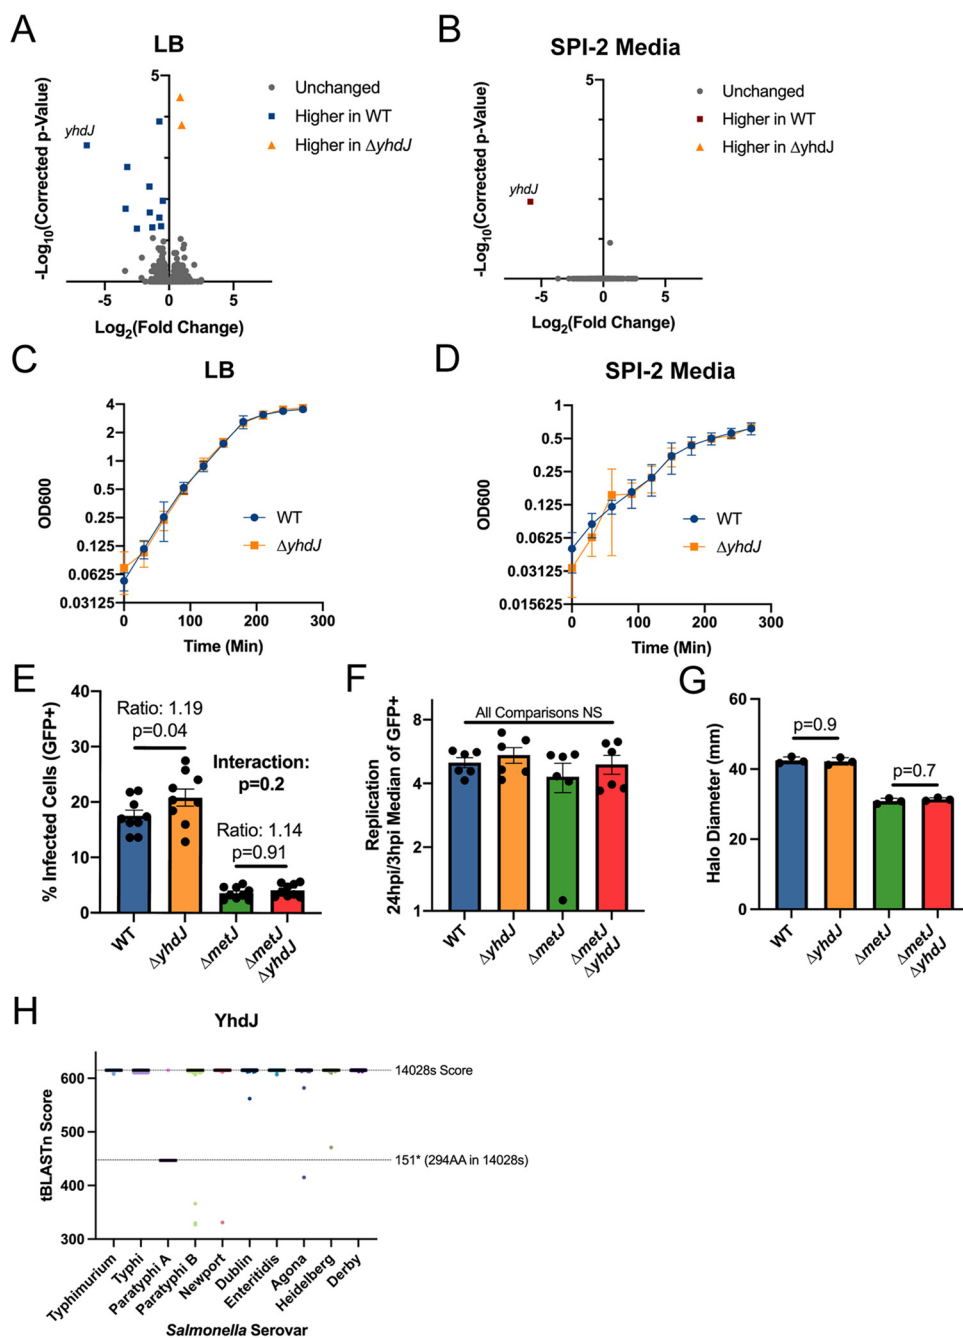 A
LB
5
-Log10(Corrected p-Value)
yhdJ
-5
0
5
Log2(Fold Change)
Unchanged
Higher in WT
Higher in ΔyhdJ
B
SPI-2 Media
5
-Log10(Corrected p-Value)
yhdJ
-5
0
5
Log2(Fold Change)
Unchanged
Higher in WT
Higher in ΔyhdJ
C
LB
4
2
1
0.5
0.25
0.125
0.0625
0.03125
OD600
WT
ΔyhdJ
0
100
200
300
Time (Min)
D
SPI-2 Media
1
0.5
0.25
0.125
0.0625
0.03125
0.015625
OD600
WT
ΔyhdJ
0
100
200
300
Time (Min)
E
% Infected Cells (GFP+)
40
30
20
10
0
Ratio: 1.19
p=0.04
Interaction:
p=0.2
Ratio: 1.14
p=0.91
WT
ΔyhdJ
ΔmetJ
ΔmetJ
ΔyhdJ
F
Replication
24hpi/3hpi Median of GFP+
8
4
2
1
All Comparisons NS
WT
ΔyhdJ
ΔmetJ
ΔmetJ
ΔyhdJ
G
Halo Diameter (mm)
60
40
20
0
p=0.9
p=0.7
WT
ΔyhdJ
ΔmetJ
ΔmetJ
ΔyhdJ
H
YhdJ
tBLASTn Score
600
500
400
300
14028s Score
151* (294AA in 14028s)
Typhimurium
Typhi
Paratyphi A
Paratyphi B
Newport
Dublin
Enteritidis
Agona
Heidelberg
Derby
Salmonella Serovar